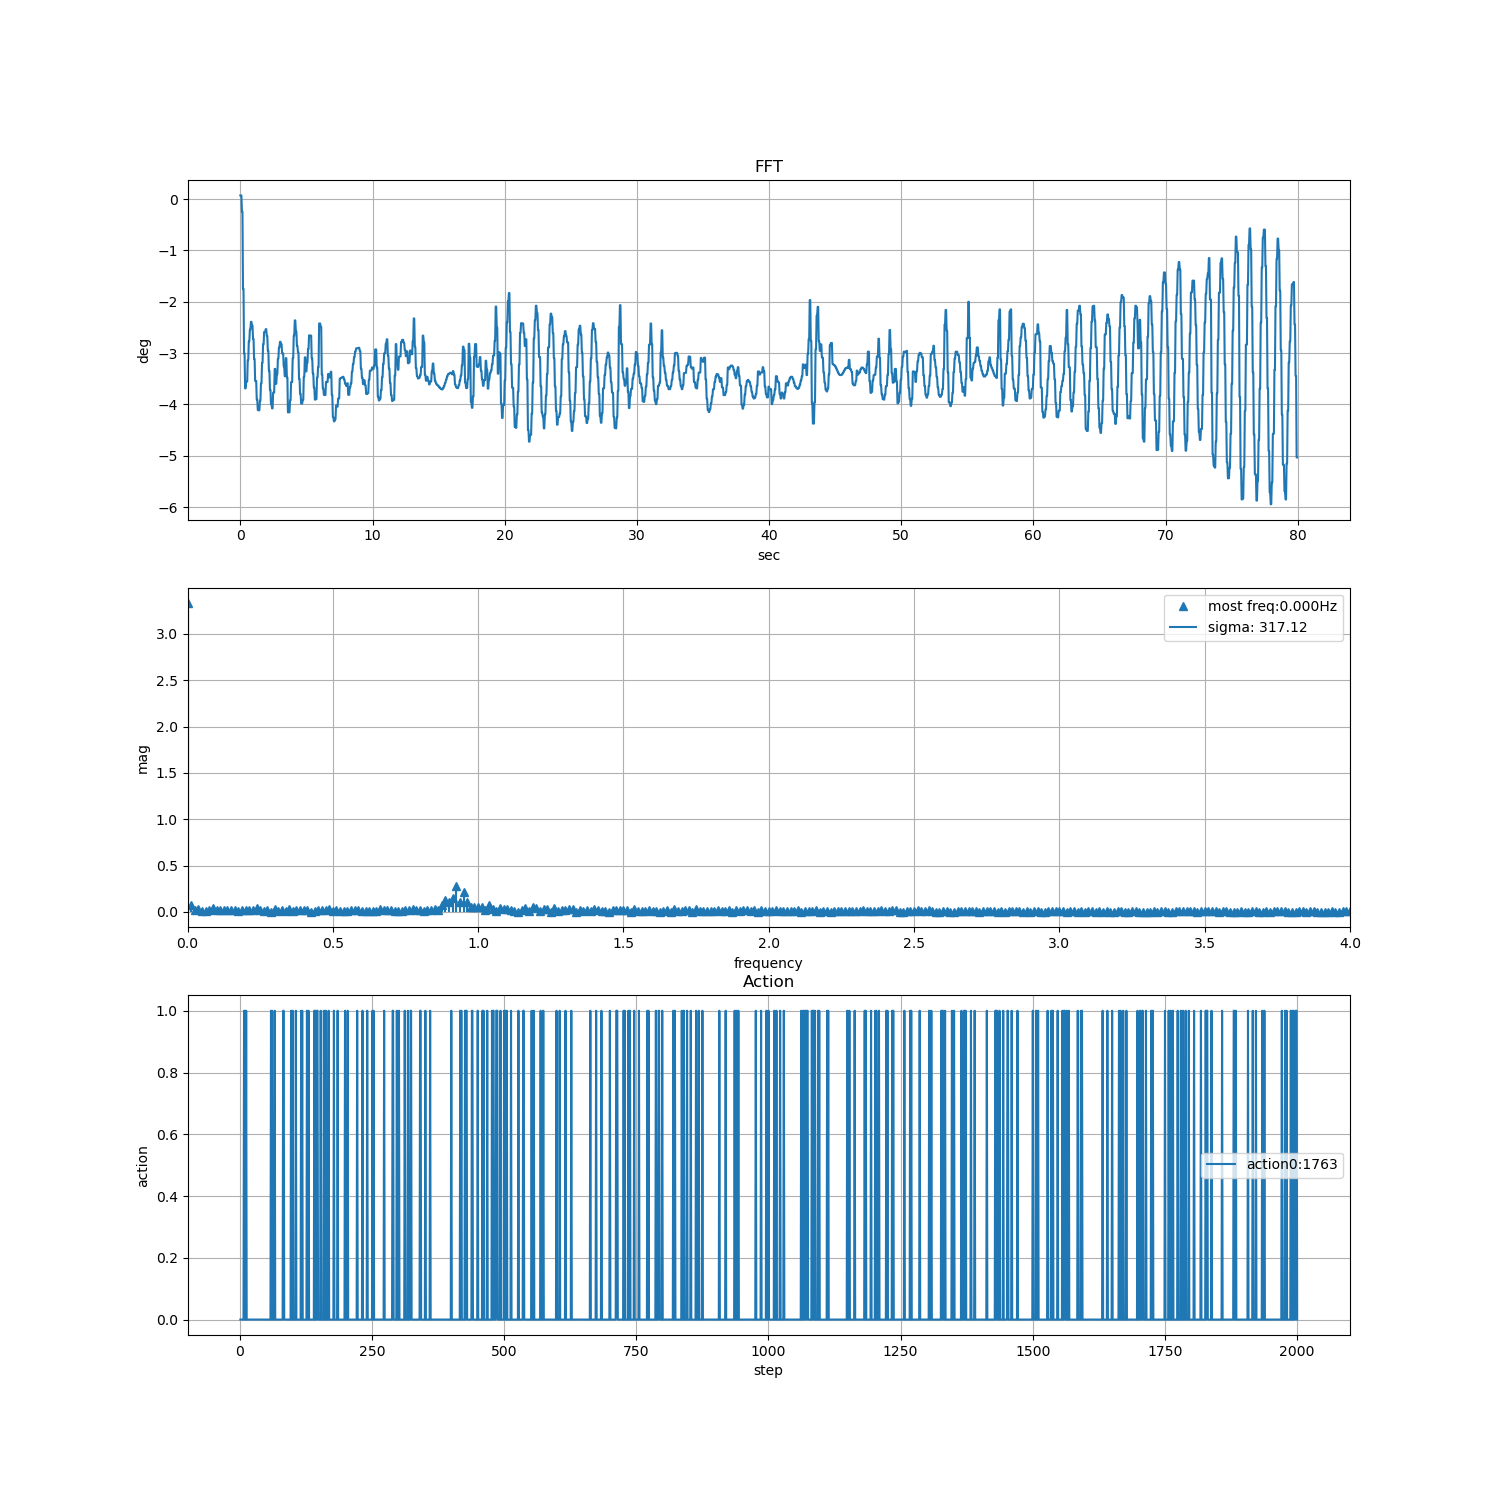 FFT
0
−1
−2
−3
−4
−5
−6
deg
0 10 20 30 40 50 60 70 80
sec
3.0
2.5
2.0
1.5
1.0
0.5
0.0
mag
most freq:0.000Hz
sigma: 317.12
0.0 0.5 1.0 1.5 2.0 2.5 3.0 3.5 4.0
frequency
Action
1.0
0.8
0.6
0.4
0.2
0.0
action
action0:1763
0 250 500 750 1000 1250 1500 1750 2000
step